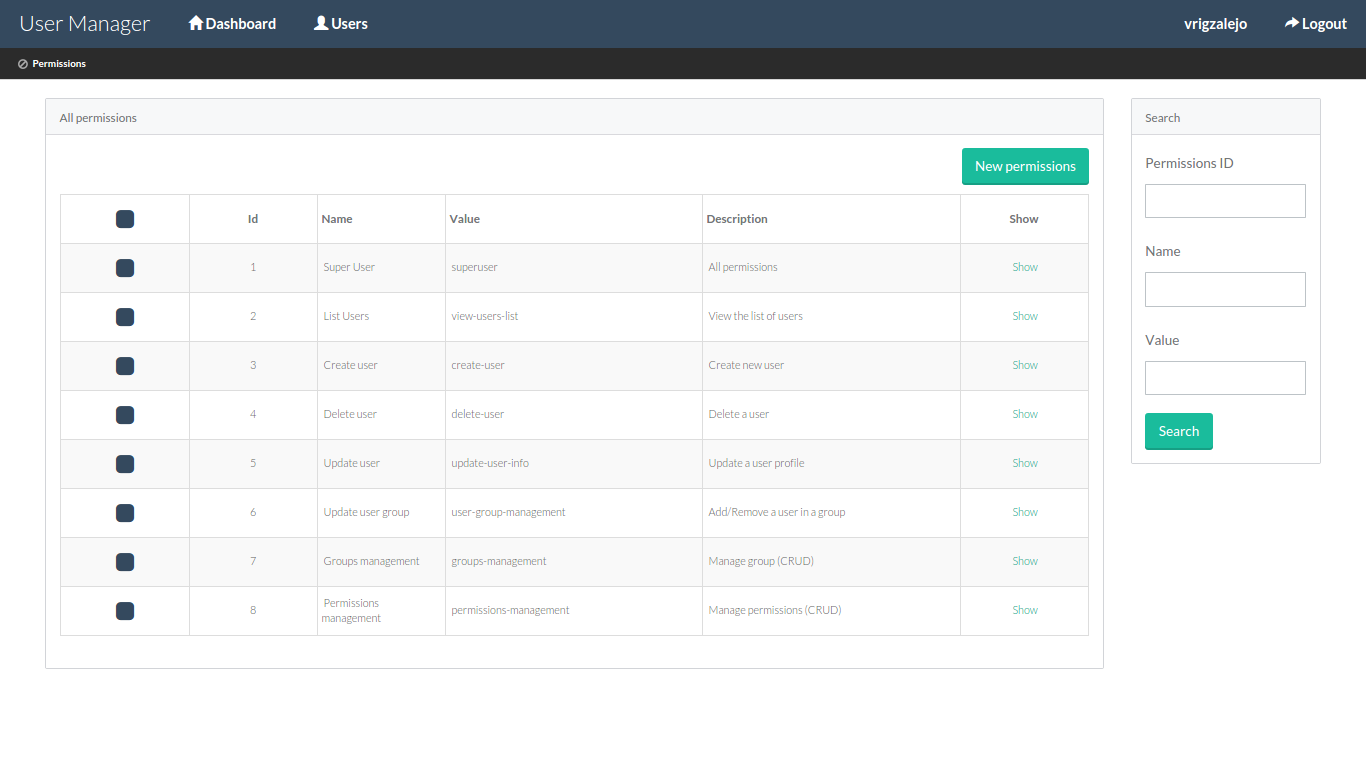 User Manager Dashboard Users vrigzalejo Logout
Permissions
All permissions
New permissions
Id Name Value Description Show
1 Super User superuser All permissions Show
2 List Users view-users-list View the list of users Show
3 Create user create-user Create new user Show
4 Delete user delete-user Delete a user Show
5 Update user update-user-info Update a user profile Show
6 Update user group user-group-management Add/Remove a user in a group Show
7 Groups management groups-management Manage group (CRUD) Show
8 Permissions management permissions-management Manage permissions (CRUD) Show
Search
Permissions ID
Name
Value
Search